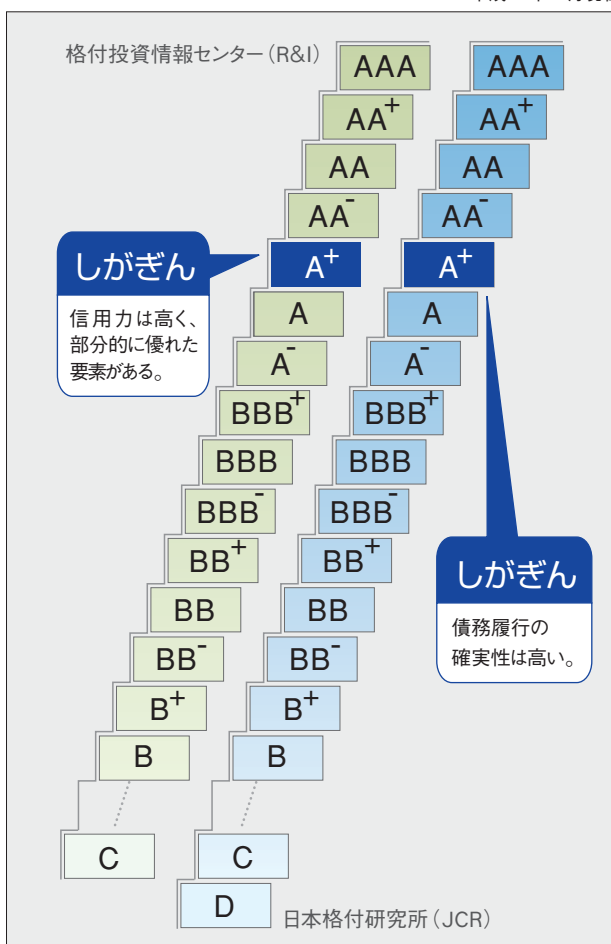 格付投資情報センター（R&I）
AAA
AA+
AA
AA-
A+
A
A-
BBB+
BBB
BBB-
BB+
BB
BB-
B+
B
C
しがぎん
信用力は高く、
部分的に優れた
要素がある。
AAA
AA+
AA
AA-
A+
A
A-
BBB+
BBB
BBB-
BB+
BB
BB-
B+
B
C
D
しがぎん
債務履行の
確実性は高い。
日本格付研究所（JCR）